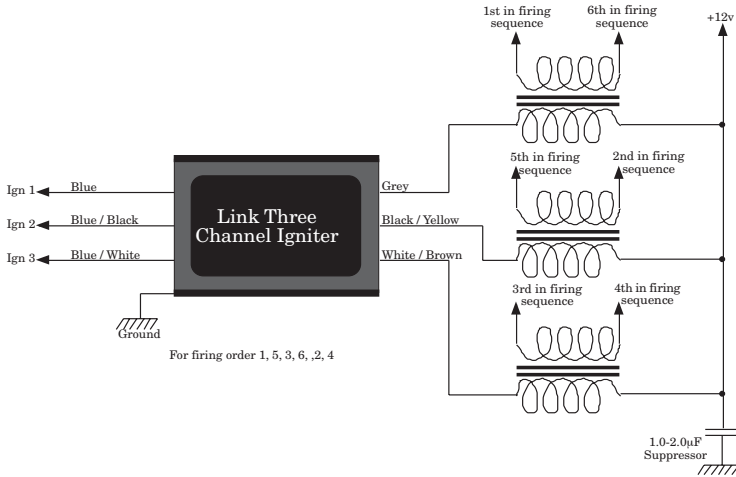 1st in firing
sequence
6th in firing
sequence
+12v
5th in firing
sequence
2nd in firing
sequence
Ign 1
Blue
Grey
Ign 2
Blue / Black
Link Three
Channel Igniter
Black / Yellow
Ign 3
Blue / White
White / Brown
3rd in firing
sequence
4th in firing
sequence
Ground
For firing order 1, 5, 3, 6, ,2, 4
1.0-2.0µF
Suppressor